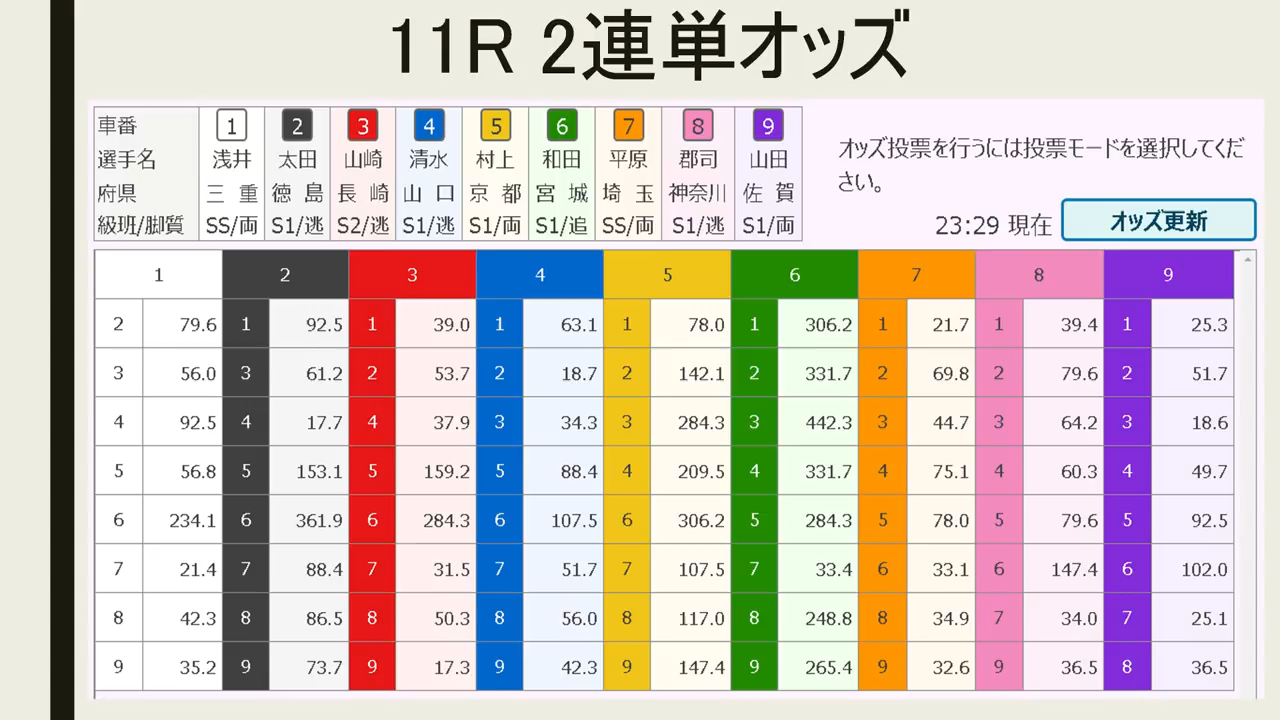 11R 2連単オッズ
車番 1 2 3 4 5 6 7 8 9
選手名 浅井 太田 山崎 清水 村上 和田 平原 郡司 山田
府県 三重 徳島 長崎 山口 京都 宮城 埼玉 神奈川 佐賀
級班/脚質 SS/両 S1/逃 S2/逃 S1/逃 S1/両 S1/追 SS/両 S1/逃 S1/両
オッズ投票を行うには投票モードを選択してくだ
さい。
23:29 現在 オッズ更新
1 2 3 4 5 6 7 8 9
2 79.6 1 92.5 1 39.0 1 63.1 1 78.0 1 306.2 1 21.7 1 39.4 1 25.3
3 56.0 3 61.2 2 53.7 2 18.7 2 142.1 2 331.7 2 69.8 2 79.6 2 51.7
4 92.5 4 17.7 4 37.9 3 34.3 3 284.3 3 442.3 3 44.7 3 64.2 3 18.6
5 56.8 5 153.1 5 159.2 5 88.4 4 209.5 4 331.7 4 75.1 4 60.3 4 49.7
6 234.1 6 361.9 6 284.3 6 107.5 6 306.2 5 284.3 5 78.0 5 79.6 5 92.5
7 21.4 7 88.4 7 31.5 7 51.7 7 107.5 7 33.4 6 33.1 6 147.4 6 102.0
8 42.3 8 86.5 8 50.3 8 56.0 8 117.0 8 248.8 8 34.9 7 34.0 7 25.1
9 35.2 9 73.7 9 17.3 9 42.3 9 147.4 9 265.4 9 32.6 9 36.5 8 36.5